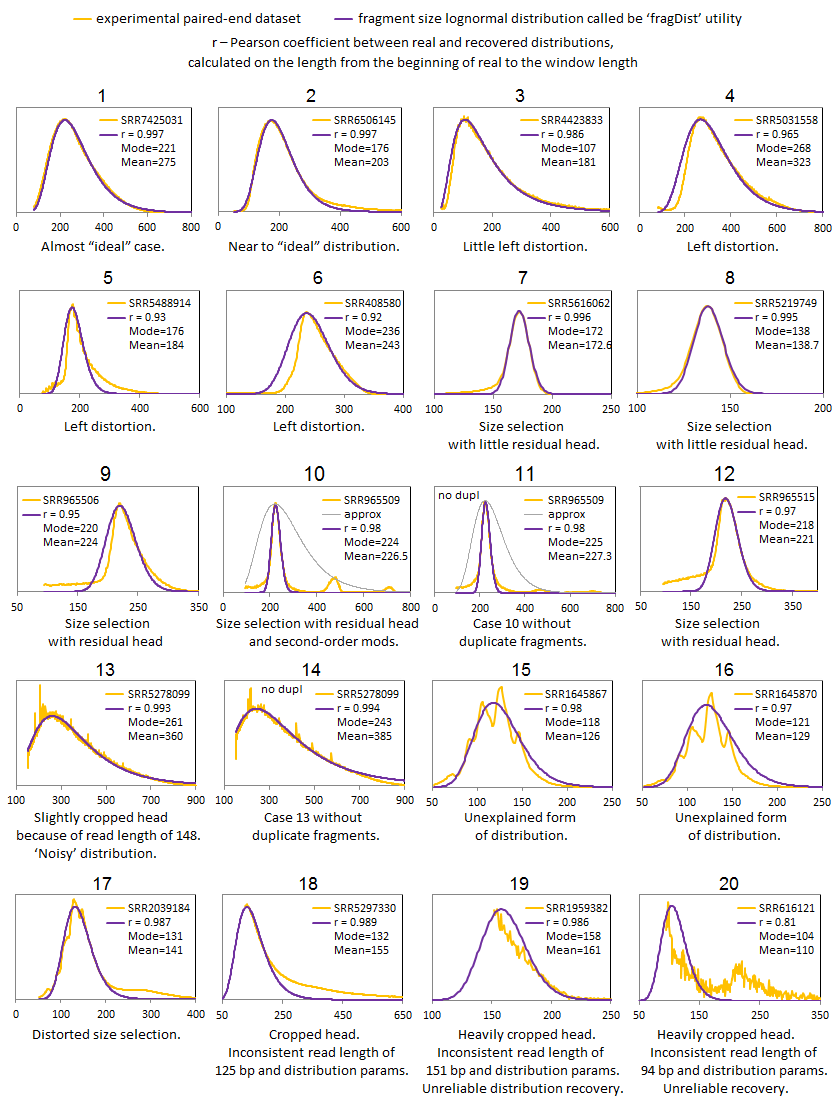 experimental paired-end dataset
fragment size lognormal distribution called be ‘fragDist’ utility
r – Pearson coefficient between real and recovered distributions,
calculated on the length from the beginning of real to the window length
1
SRR7425031
r = 0.997
Mode=221
Mean=275
0 200 400 600 800
Almost “ideal” case.
2
SRR6506145
r = 0.997
Mode=176
Mean=203
0 200 400 600
Near to “ideal” distribution.
3
SRR4423833
r = 0.986
Mode=107
Mean=181
0 200 400 600
Little left distortion.
4
SRR5031558
r = 0.965
Mode=268
Mean=323
0 200 400 600 800
Left distortion.
5
SRR5488914
r = 0.93
Mode=176
Mean=184
0 200 400 600
Left distortion.
6
SRR408580
r = 0.92
Mode=236
Mean=243
100 200 300 400
Left distortion.
7
SRR5616062
r = 0.996
Mode=172
Mean=172.6
100 150 200 250
Size selection
with little residual head.
8
SRR5219749
r = 0.995
Mode=138
Mean=138.7
100 150 200
Size selection
with little residual head.
9
SRR965506
r = 0.95
Mode=220
Mean=224
50 150 250 350
Size selection
with residual head
10
SRR965509
approx
r = 0.98
Mode=224
Mean=226.5
0 200 400 600 800
Size selection with residual head
and second-order mods.
11
no dupl
SRR965509
approx
r = 0.98
Mode=225
Mean=227.3
0 200 400 600 800
Case 10 without
duplicate fragments.
12
SRR965515
r = 0.97
Mode=218
Mean=221
50 150 250 350
Size selection
with residual head.
13
SRR5278099
r = 0.993
Mode=261
Mean=360
100 300 500 700 900
Slightly cropped head
because of read length of 148.
‘Noisy’ distribution.
14
no dupl
SRR5278099
r = 0.994
Mode=243
Mean=385
100 300 500 700 900
Case 13 without
duplicate fragments.
15
SRR1645867
r = 0.98
Mode=118
Mean=126
50 100 150 200 250
Unexplained form
of distribution.
16
SRR1645870
r = 0.97
Mode=121
Mean=129
50 100 150 200 250
Unexplained form
of distribution.
17
SRR2039184
r = 0.987
Mode=131
Mean=141
0 100 200 300 400
Distorted size selection.
18
SRR5297330
r = 0.989
Mode=132
Mean=155
50 250 450 650
Cropped head.
Inconsistent read length of
125 bp and distribution params.
19
SRR1959382
r = 0.986
Mode=158
Mean=161
100 150 200 250
Heavily cropped head.
Inconsistent read length of
151 bp and distribution params.
Unreliable distribution recovery.
20
SRR616121
r = 0.81
Mode=104
Mean=110
50 150 250 350
Heavily cropped head.
Inconsistent read length of
94 bp and distribution params.
Unreliable recovery.